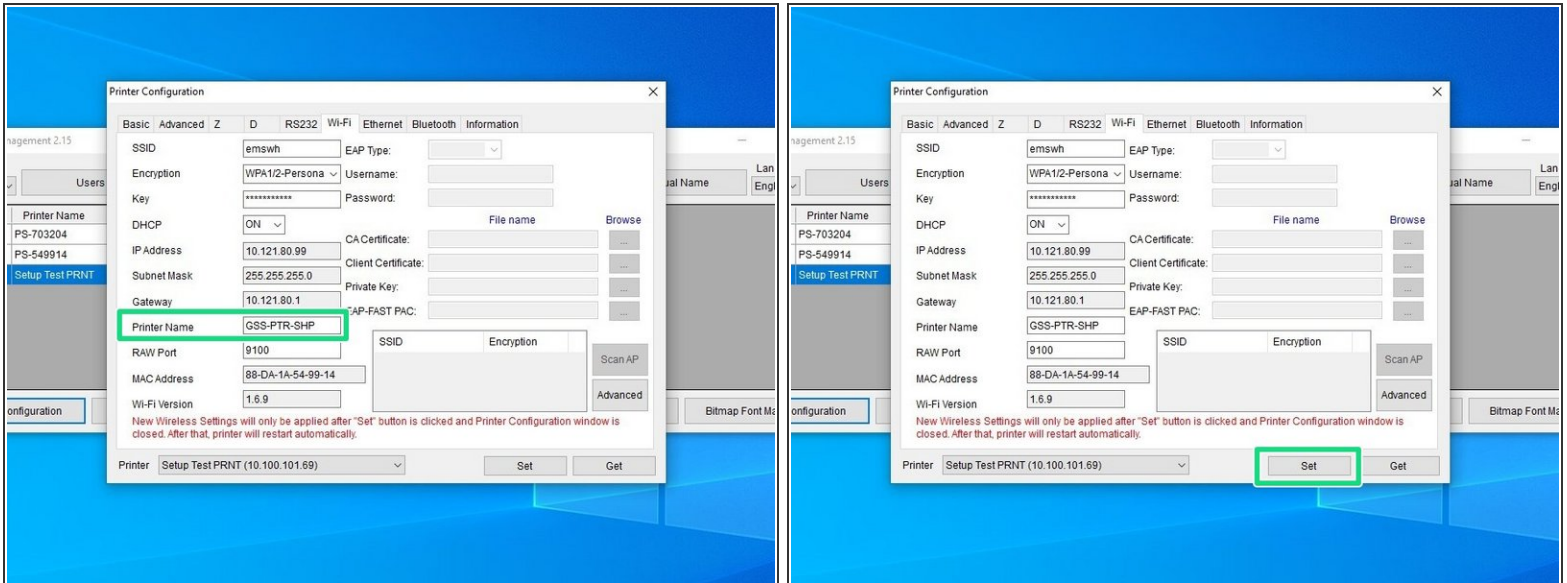 Printer Configuration
Basic Advanced Z D RS232 Wi-Fi Ethernet Bluetooth Information
nagement 2.15
SSID emswh EAP Type:
Encryption WPA1/2-Persona Username:
Users ual Name Lan Engl
Key *********** Password:
Printer Name
DHCP ON File name Browse
PS-703204
CA Certificate: ...
IP Address 10.121.80.99
PS-549914
Client Certificate: ...
Setup Test PRNT
Subnet Mask 255.255.255.0
Private Key: ...
Gateway 10.121.80.1
EAP-FAST PAC: ...
Printer Name GSS-PTR-SHP
SSID Encryption
RAW Port 9100
Scan AP
MAC Address 88-DA-1A-54-99-14
Advanced
Wi-Fi Version 1.6.9
onfiguration Bitmap Font Ma
New Wireless Settings will only be applied after "Set" button is clicked and Printer Configuration window is
closed. After that, printer will restart automatically.
Printer Setup Test PRNT (10.100.101.69) Set Get
Printer Configuration
Basic Advanced Z D RS232 Wi-Fi Ethernet Bluetooth Information
nagement 2.15
SSID emswh EAP Type:
Encryption WPA1/2-Persona Username:
Users ual Name Lan Engl
Key *********** Password:
Printer Name
DHCP ON File name Browse
PS-703204
CA Certificate: ...
IP Address 10.121.80.99
PS-549914
Client Certificate: ...
Setup Test PRNT
Subnet Mask 255.255.255.0
Private Key: ...
Gateway 10.121.80.1
EAP-FAST PAC: ...
Printer Name GSS-PTR-SHP
SSID Encryption
RAW Port 9100
Scan AP
MAC Address 88-DA-1A-54-99-14
Advanced
Wi-Fi Version 1.6.9
onfiguration Bitmap Font Ma
New Wireless Settings will only be applied after "Set" button is clicked and Printer Configuration window is
closed. After that, printer will restart automatically.
Printer Setup Test PRNT (10.100.101.69) Set Get